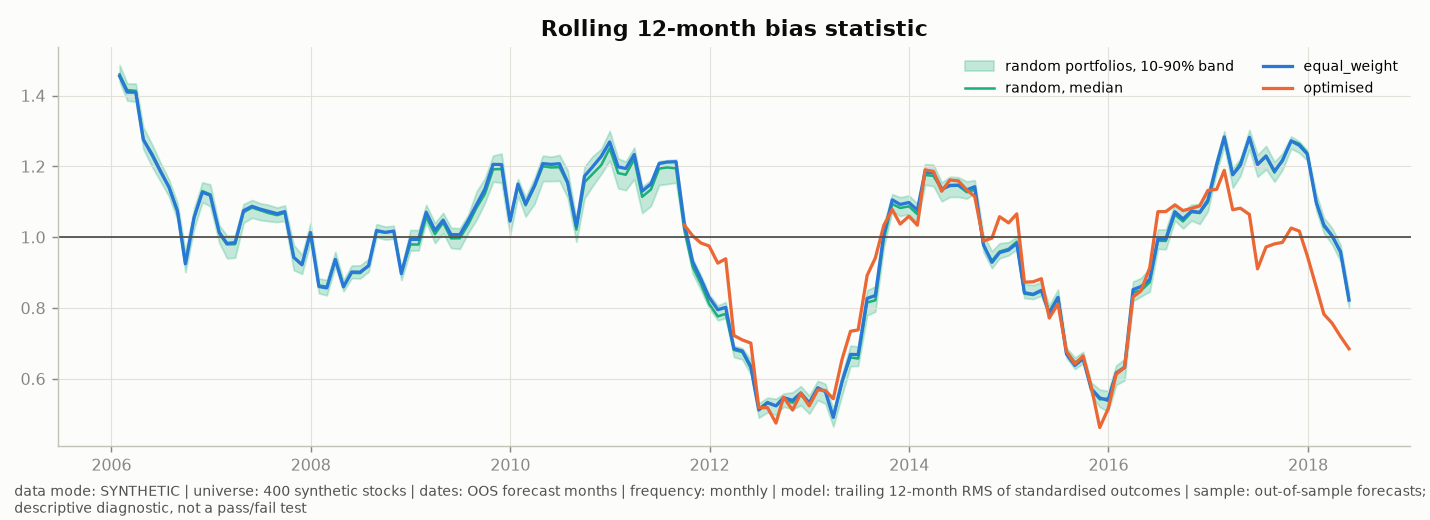 Rolling 12-month bias statistic
random portfolios, 10-90% band
random, median
equal_weight
optimised
1.4
1.2
1.0
0.8
0.6
2006
2008
2010
2012
2014
2016
2018
data mode: SYNTHETIC | universe: 400 synthetic stocks | dates: OOS forecast months | frequency: monthly | model: trailing 12-month RMS of standardised outcomes | sample: out-of-sample forecasts;
descriptive diagnostic, not a pass/fail test